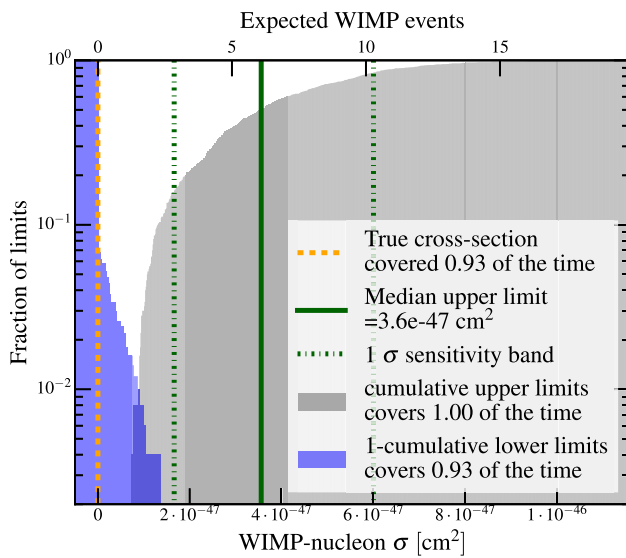 Expected WIMP events
0 5 10 15
10^0
10^{-1}
10^{-2}
Fraction of limits
True cross-section
covered 0.93 of the time
Median upper limit
=3.6e-47 cm^2
1 σ sensitivity band
cumulative upper limits
covers 1.00 of the time
1-cumulative lower limits
covers 0.93 of the time
0 2·10^{-47} 4·10^{-47} 6·10^{-47} 8·10^{-47} 1·10^{-46}
WIMP-nucleon σ [cm^2]